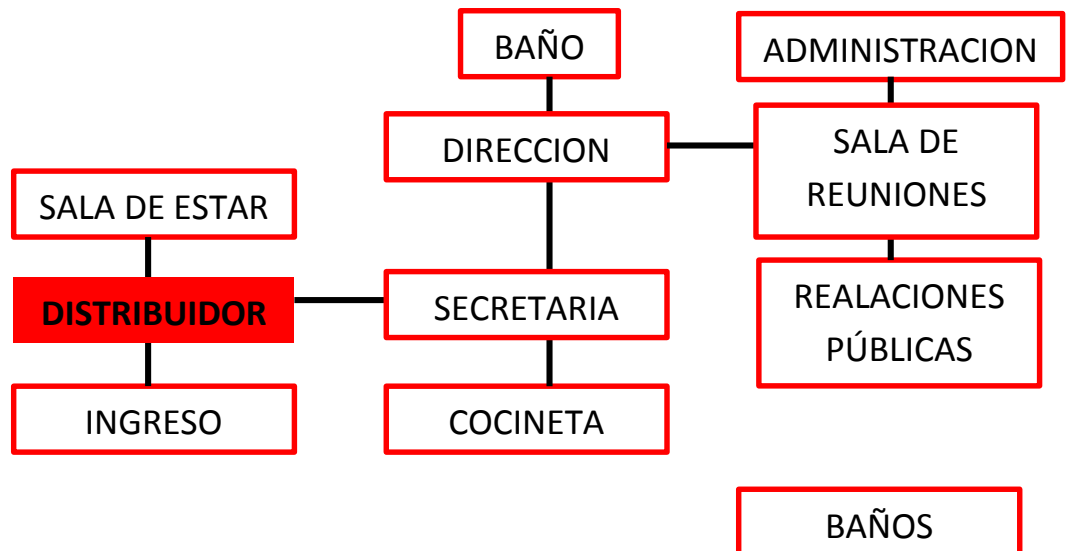 BAÑO
ADMINISTRACION
DIRECCION
SALA DE
REUNIONES
SALA DE ESTAR
DISTRIBUIDOR
SECRETARIA
REALACIONES
PÚBLICAS
INGRESO
COCINETA
BAÑOS